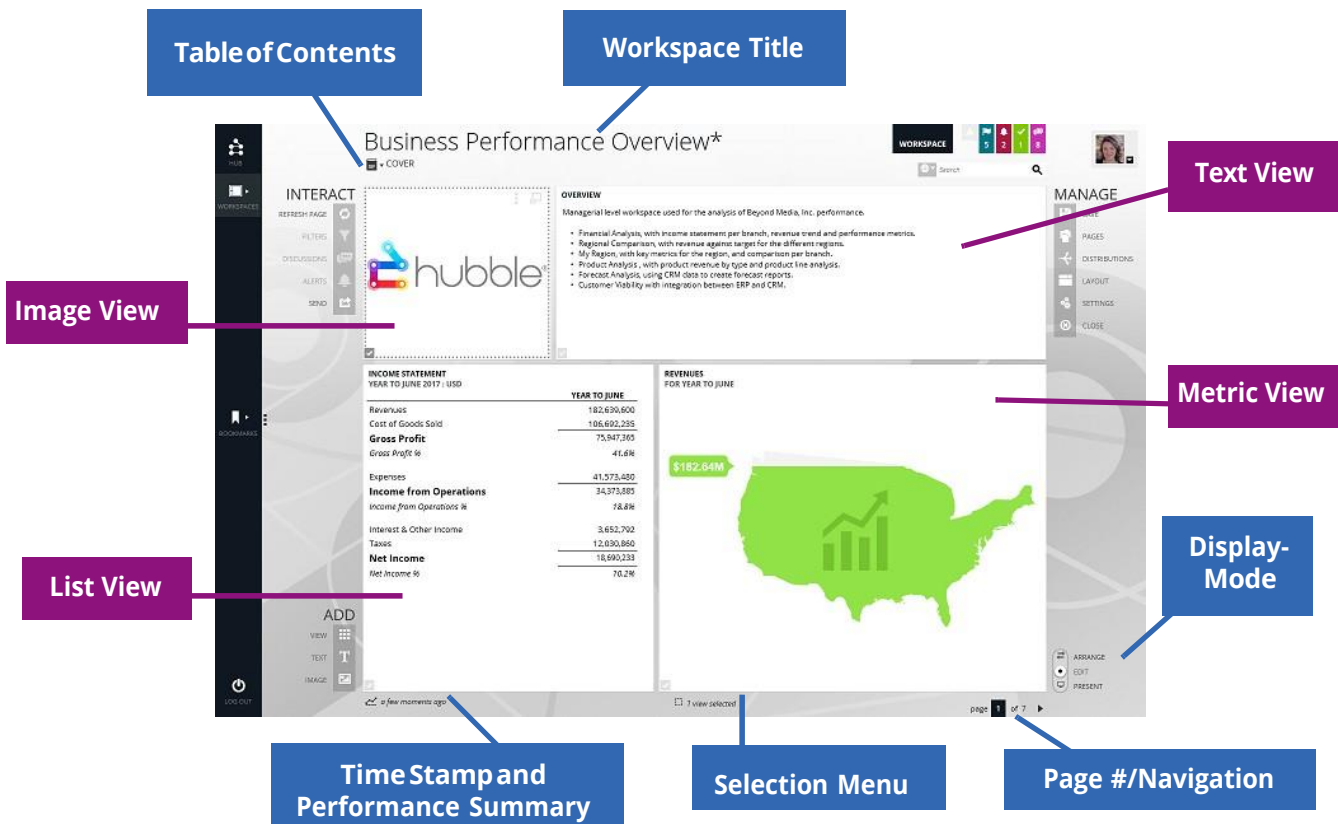 Table of Contents
Workspace Title
Business Performance Overview*
COVER
HUB
WORKSPACES
BOOKMARKS
LOG OUT
WORKSPACE
5
2
1
8
Search
INTERACT
REFRESH PAGE
FILTERS
DISCUSSIONS
ALERTS
SEND
hubble®
OVERVIEW
Managerial level workspace used for the analysis of Beyond Media, Inc. performance.
• Financial Analysis, with income statement per branch, revenue trend and performance metrics.
• Regional Comparison, with revenue against target for the different regions.
• My Region, with key metrics for the region, and comparison per branch.
• Product Analysis , with product revenue by type and product line analysis.
• Forecast Analysis, using CRM data to create forecast reports.
• Customer Viability with integration between ERP and CRM.
MANAGE
PAGES
DISTRIBUTIONS
LAYOUT
SETTINGS
CLOSE
Text View
Image View
Metric View
List View
INCOME STATEMENT
YEAR TO JUNE 2017 : USD
YEAR TO JUNE
Revenues 182,639,600
Cost of Goods Sold 106,692,235
Gross Profit 75,947,365
Gross Profit % 41.6%
Expenses 41,573,480
Income from Operations 34,373,885
Income from Operations % 18.8%
Interest & Other Income 3,652,792
Taxes 12,030,860
Net Income 18,690,233
Net Income % 10.2%
REVENUES
FOR YEAR TO JUNE
$182.64M
Display-
Mode
ADD
VIEW
TEXT
T
IMAGE
ARRANGE
EDIT
PRESENT
a few moments ago
1 view selected
page 1 of 7
Time Stamp and
Performance Summary
Selection Menu
Page #/Navigation